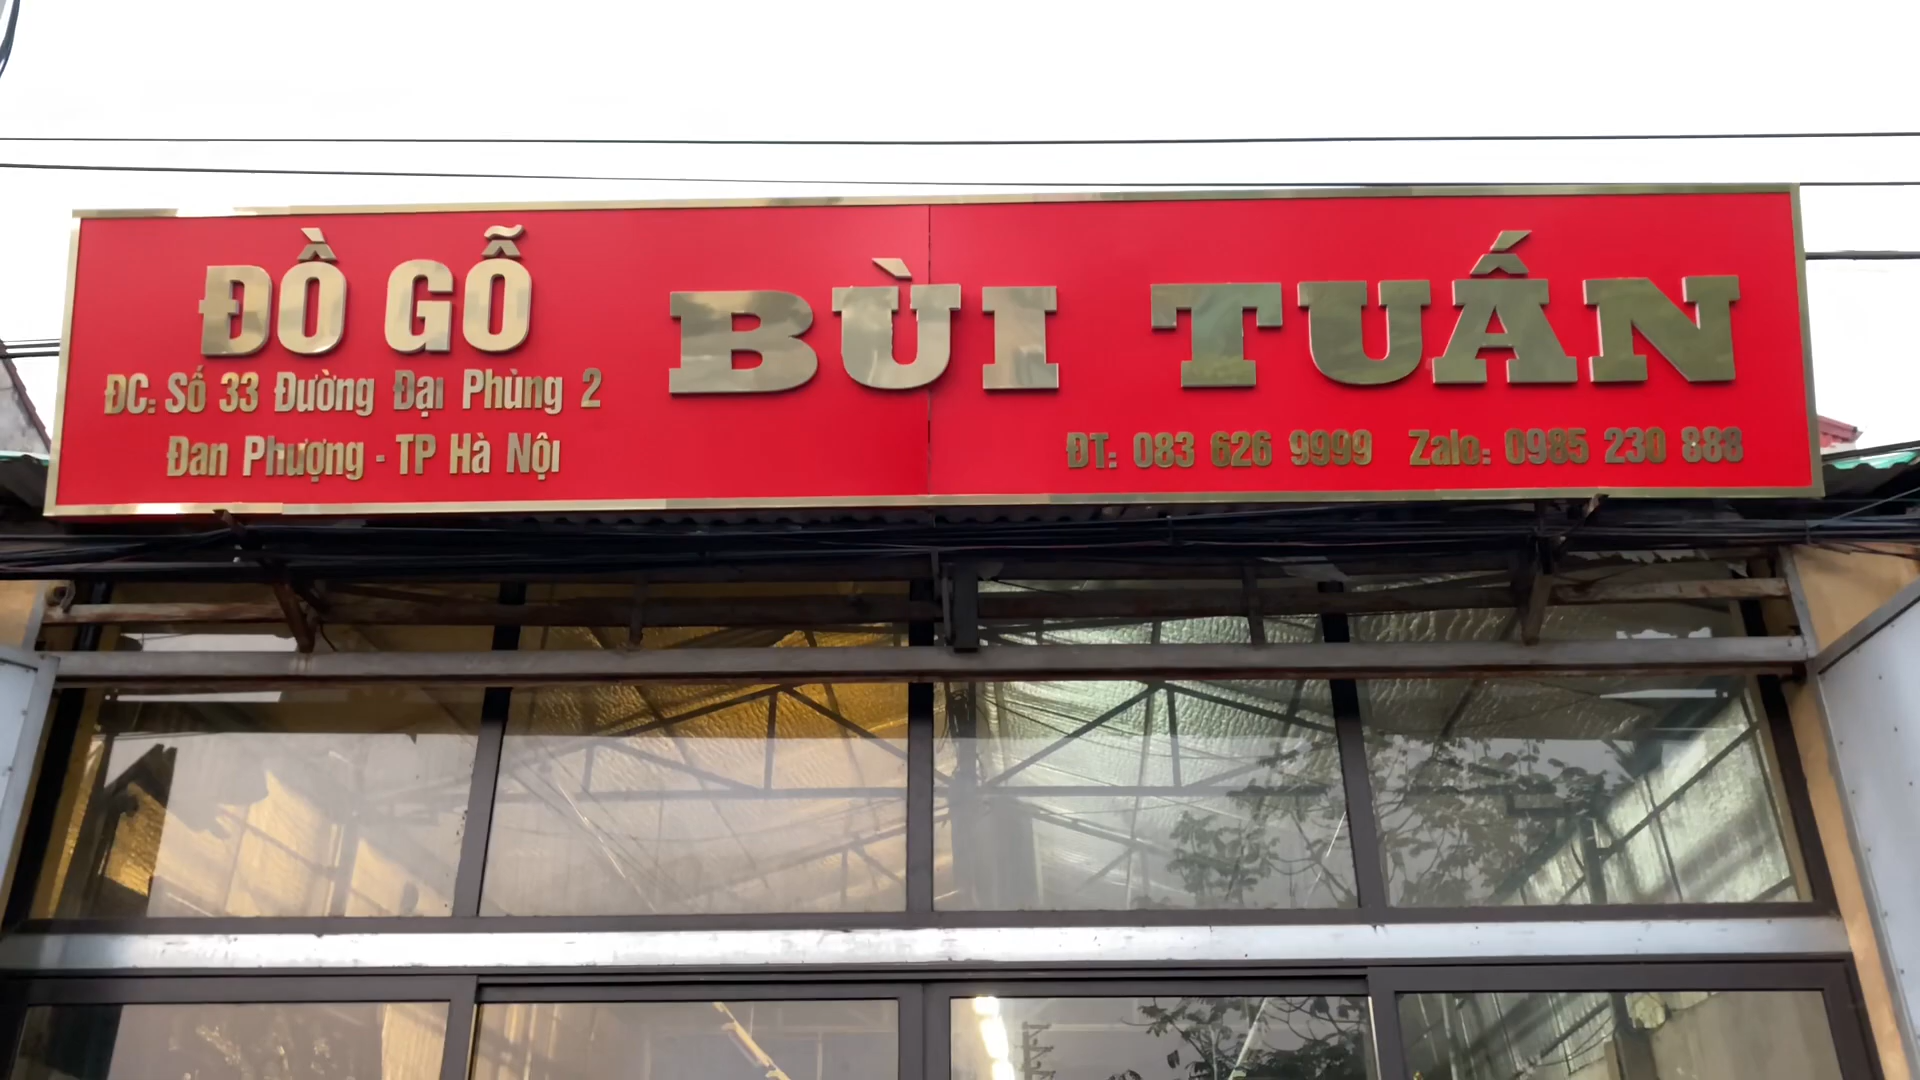 ĐỒ GỖ
BÙI TUẤN
ĐC: Số 33 Đường Đại Phùng 2
Đan Phượng - TP Hà Nội
ĐT: 083 626 9999 Zalo: 0985 230 888